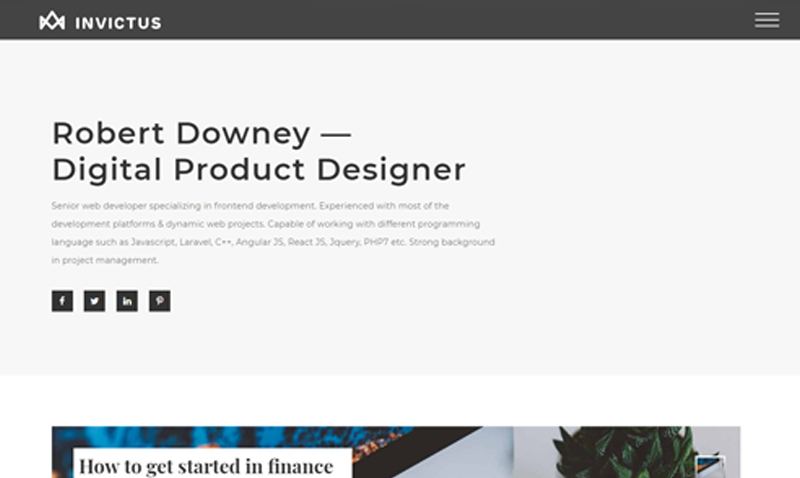 INVICTUS
Robert Downey —
Digital Product Designer
Senior web developer specializing in frontend development. Experienced with most of the
development platforms & dynamic web projects. Capable of working with different programming
language such as Javascript, Laravel, C++, Angular JS, React JS, Jquery, PHP7 etc. Strong background
in project management.
How to get started in finance